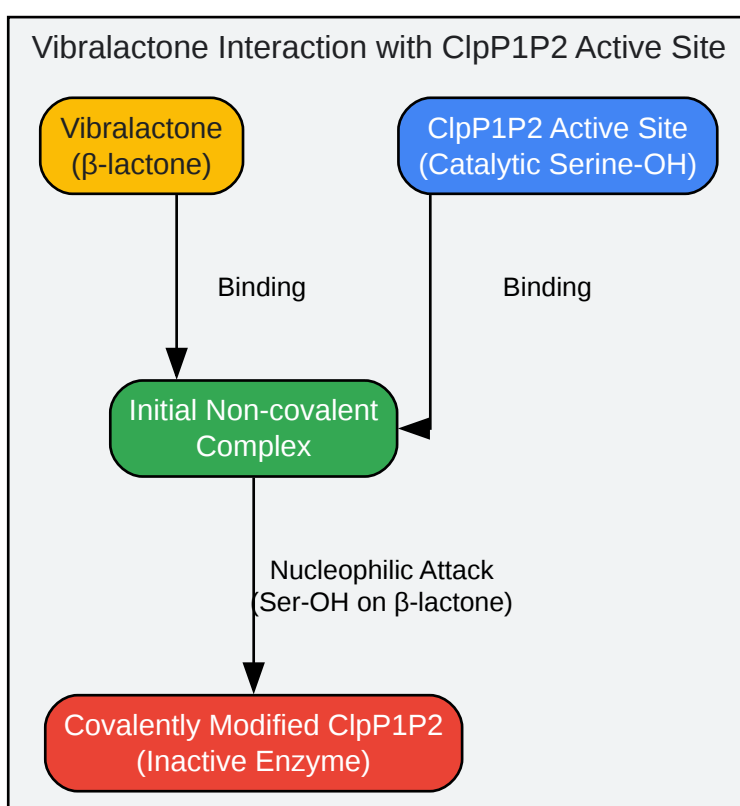 Vibralactone Interaction with ClpP1P2 Active Site
Vibralactone
(β-lactone)
ClpP1P2 Active Site
(Catalytic Serine-OH)
Binding
Binding
Initial Non-covalent
Complex
Nucleophilic Attack
(Ser-OH on β-lactone)
Covalently Modified ClpP1P2
(Inactive Enzyme)